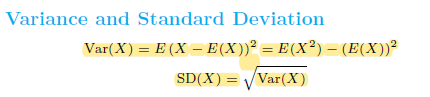 Variance and Standard Deviation
Var(X) = E (X − E(X))² = E(X²) − (E(X))²
SD(X) = √Var(X)